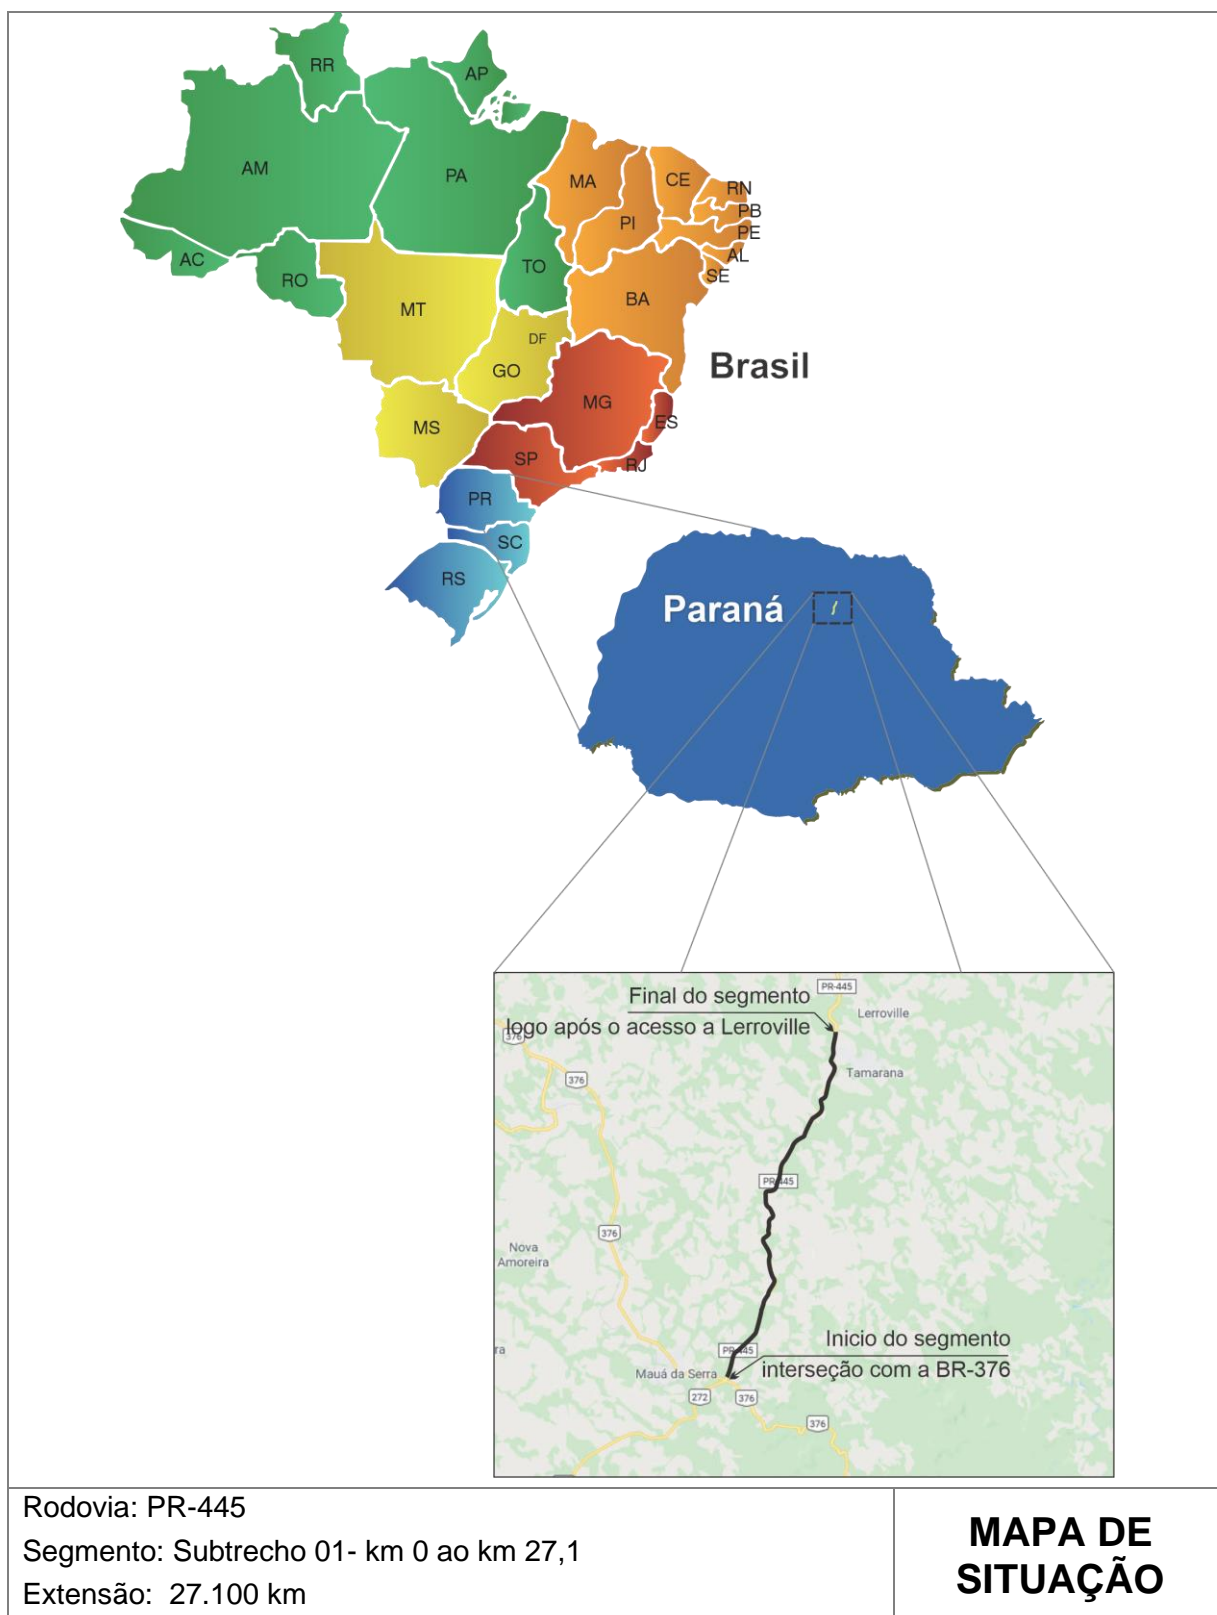 RR
AP
AM
PA
MA
CE
RN
PI
PB
PE
AC
RO
TO
AL
SE
MT
BA
DF
GO
Brasil
MG
MS
ES
SP
RJ
PR
SC
RS
Paraná
PR-445
Final do segmento
logo após o acesso a Lerroville
Lerroville
376
Tamarana
376
PR-445
376
Nova
Amoreira
Inicio do segmento
interseção com a BR-376
PR-445
ra
Mauá da Serra
272
376
376
Rodovia: PR-445
Segmento: Subtrecho 01- km 0 ao km 27,1
Extensão: 27.100 km
MAPA DE
SITUAÇÃO